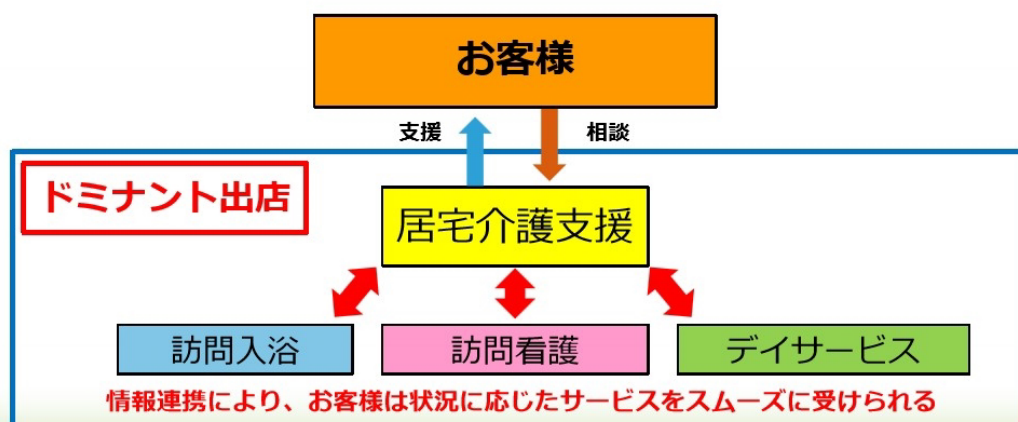 お客様
支援
相談
ドミナント出店
居宅介護支援
訪問入浴
訪問看護
デイサービス
情報連携により、お客様は状況に応じたサービスをスムーズに受けられる